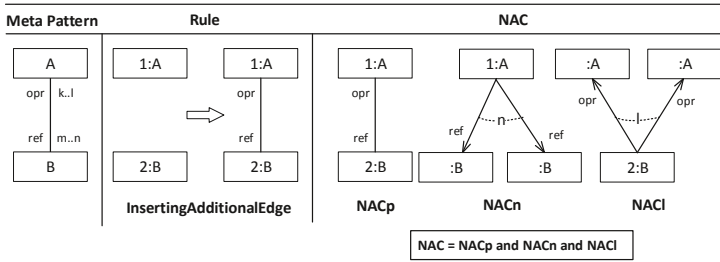 Meta Pattern Rule NAC
A 1:A 1:A 1:A 1:A :A :A
opr k..l opr opr opr opr
n l
ref m..n ref ref ref ref
B 2:B 2:B 2:B :B :B 2:B
InsertingAdditionalEdge NACp NACn NACl
NAC = NACp and NACn and NACl